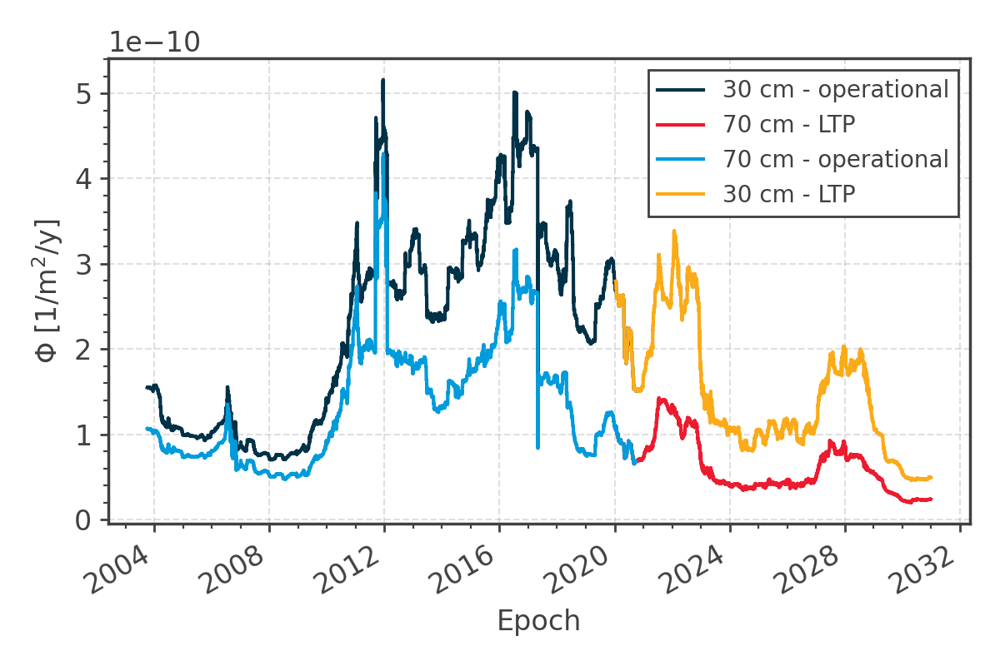 1e−10
Φ [1/m²/y]
5
4
3
2
1
0
30 cm - operational
70 cm - LTP
70 cm - operational
30 cm - LTP
2004 2008 2012 2016 2020 2024 2028 2032
Epoch